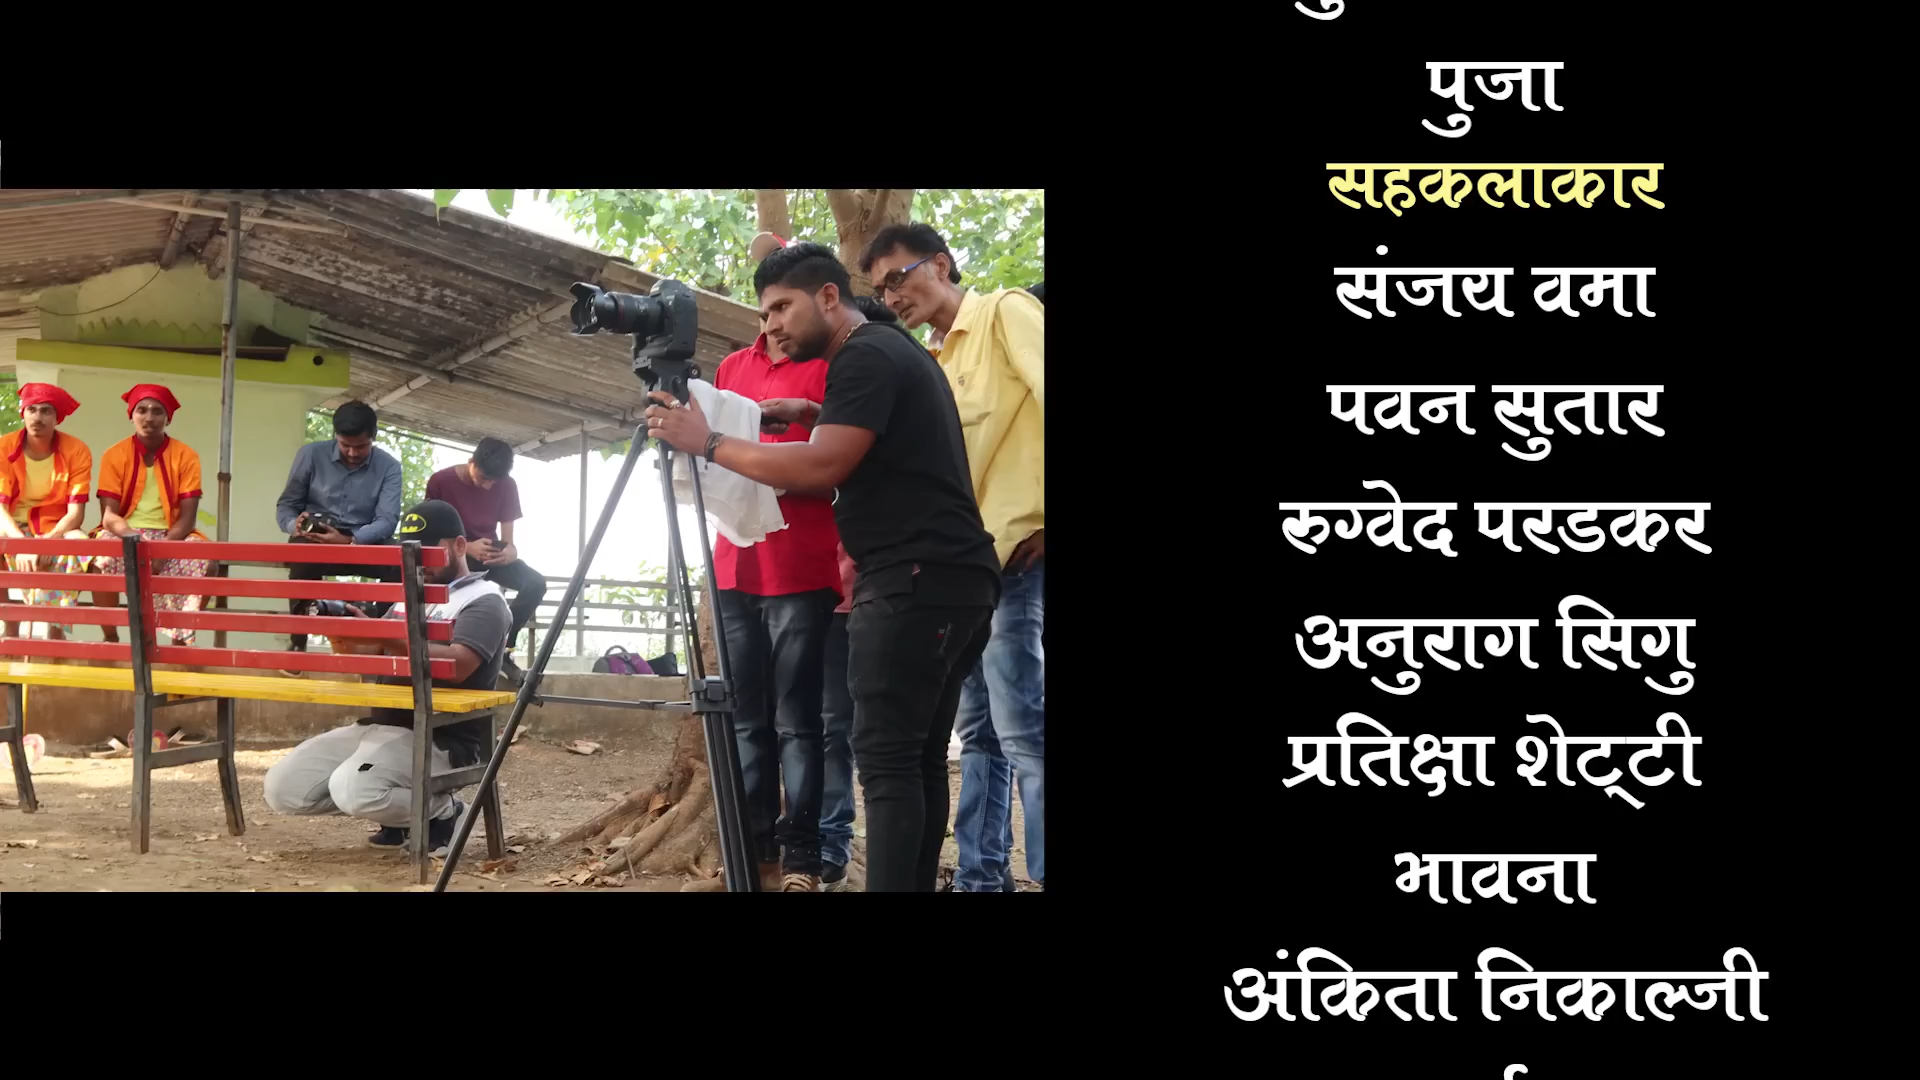 पुजा
सहकलाकार
संजय वमा
पवन सुतार
रुग्वेद परडकर
अनुराग सिगु
प्रतिक्षा शेट्टी
भावना
अंकिता निकाल्जी